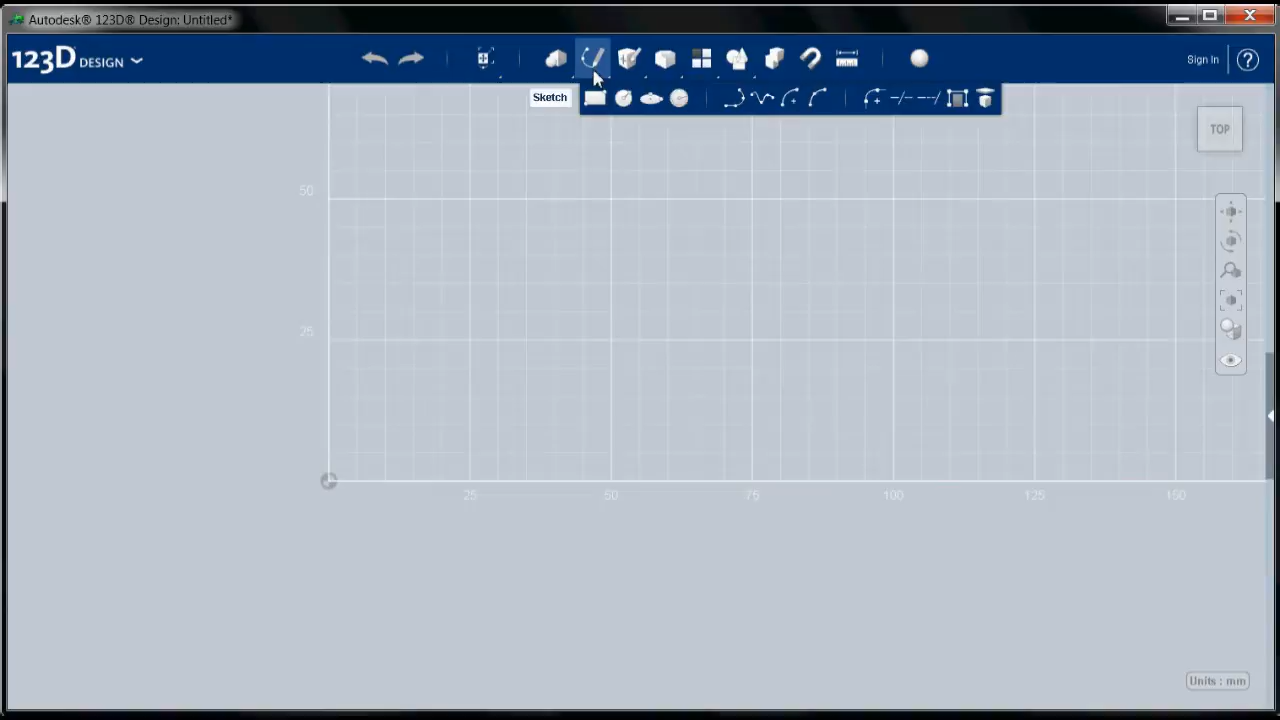 Autodesk® 123D® Design: Untitled*
123D DESIGN
Sign In
?
Sketch
TOP
50
25
25 50 75 100 125 150
Units : mm